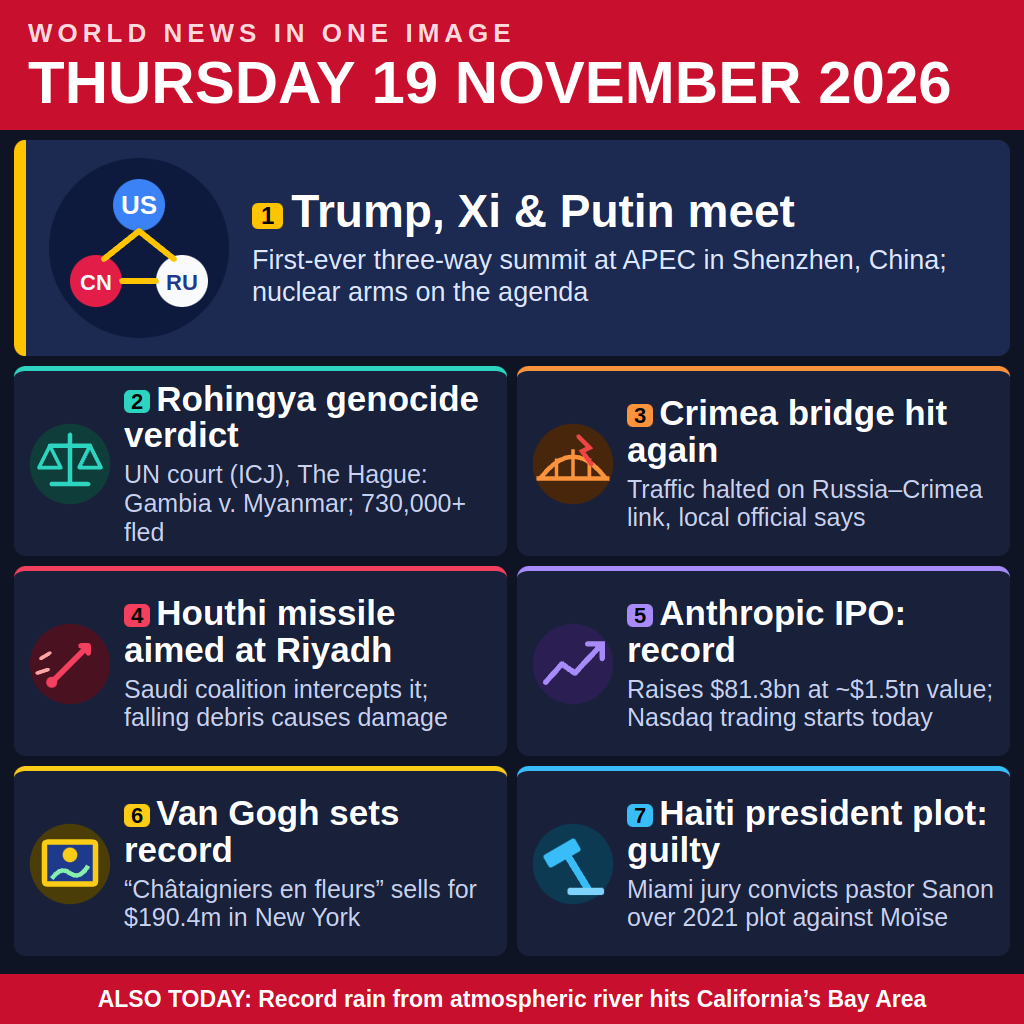 WORLD NEWS IN ONE IMAGE
THURSDAY 19 NOVEMBER 2026
US
CN
RU
1 Trump, Xi & Putin meet
First-ever three-way summit at APEC in Shenzhen, China;
nuclear arms on the agenda
2 Rohingya genocide
verdict
UN court (ICJ), The Hague:
Gambia v. Myanmar; 730,000+
fled
3 Crimea bridge hit
again
Traffic halted on Russia–Crimea
link, local official says
4 Houthi missile
aimed at Riyadh
Saudi coalition intercepts it;
falling debris causes damage
5 Anthropic IPO:
record
Raises $81.3bn at ~$1.5tn value;
Nasdaq trading starts today
6 Van Gogh sets
record
“Châtaigniers en fleurs” sells for
$190.4m in New York
7 Haiti president plot:
guilty
Miami jury convicts pastor Sanon
over 2021 plot against Moïse
ALSO TODAY: Record rain from atmospheric river hits California’s Bay Area